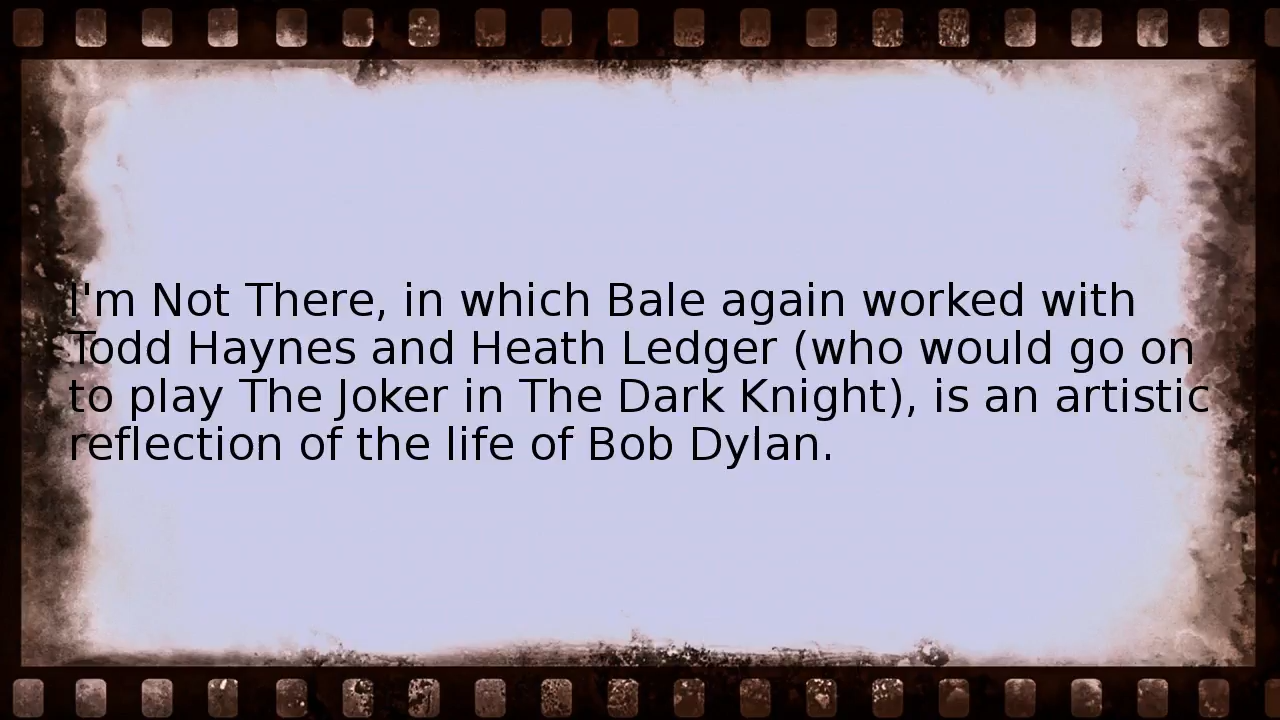 I'm Not There, in which Bale again worked with
Todd Haynes and Heath Ledger (who would go on
to play The Joker in The Dark Knight), is an artistic
reflection of the life of Bob Dylan.